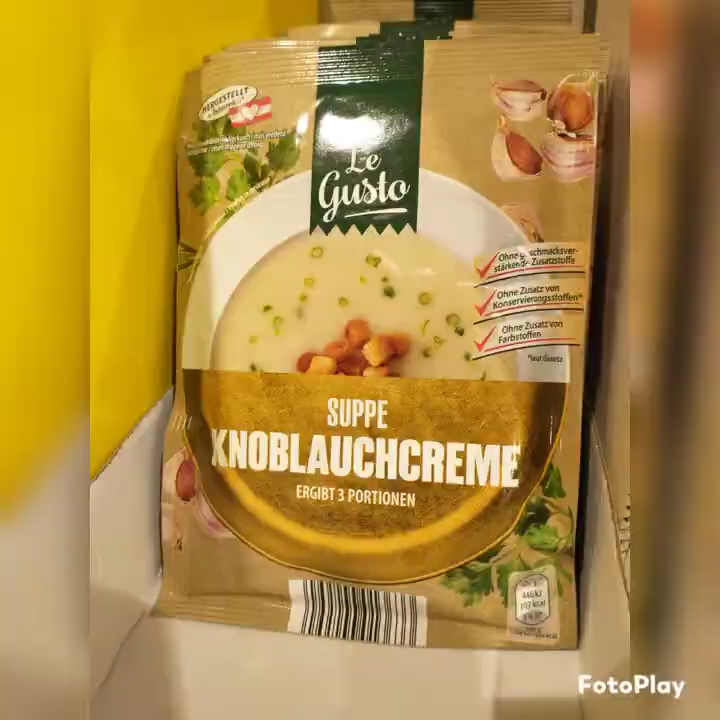 HERGESTELLT
Le
Gusto
Ohne geschmacksver-
stärkende Zusatzstoffe
Ohne Zusatz von
Konservierungsstoffen*
Ohne Zusatz von
Farbstoffen
*laut Gesetz
SUPPE
KNOBLAUCHCREME
ERGIBT 3 PORTIONEN
FotoPlay